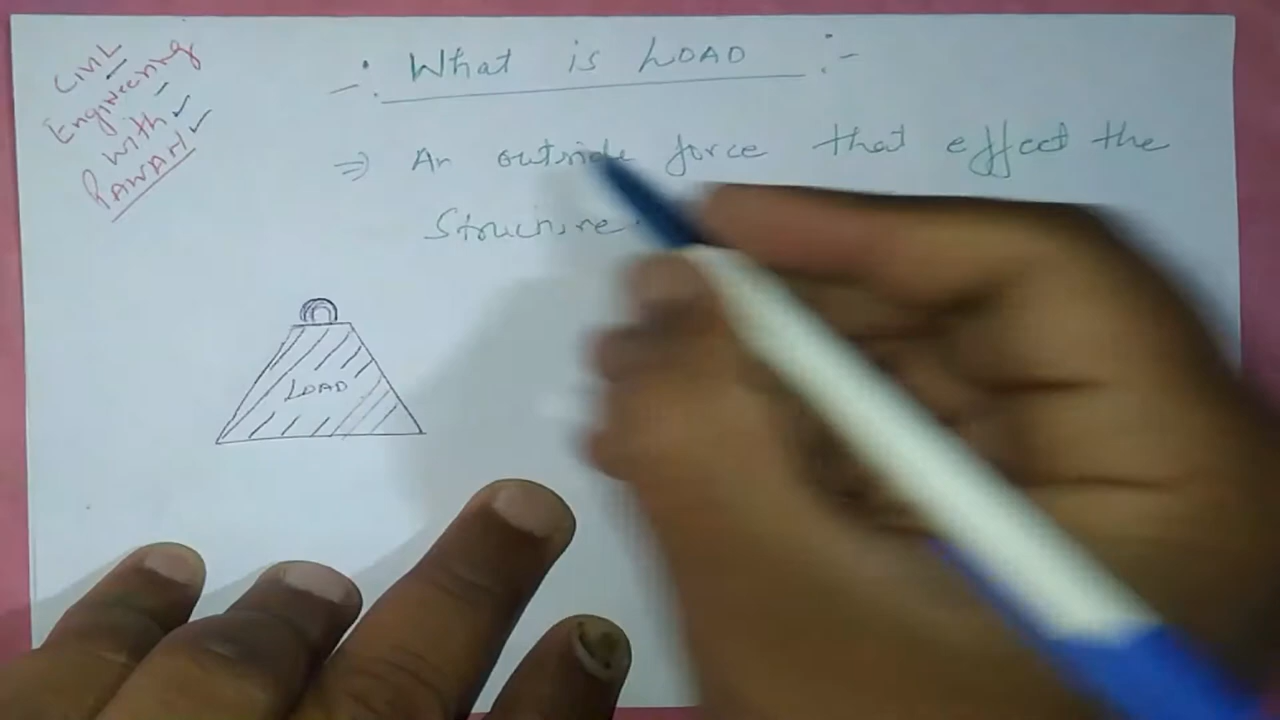 CIVIL
Engineering
with
PAWAN
-: What is LOAD :-
⇒ An outside force that effect the
Structure.
LOAD